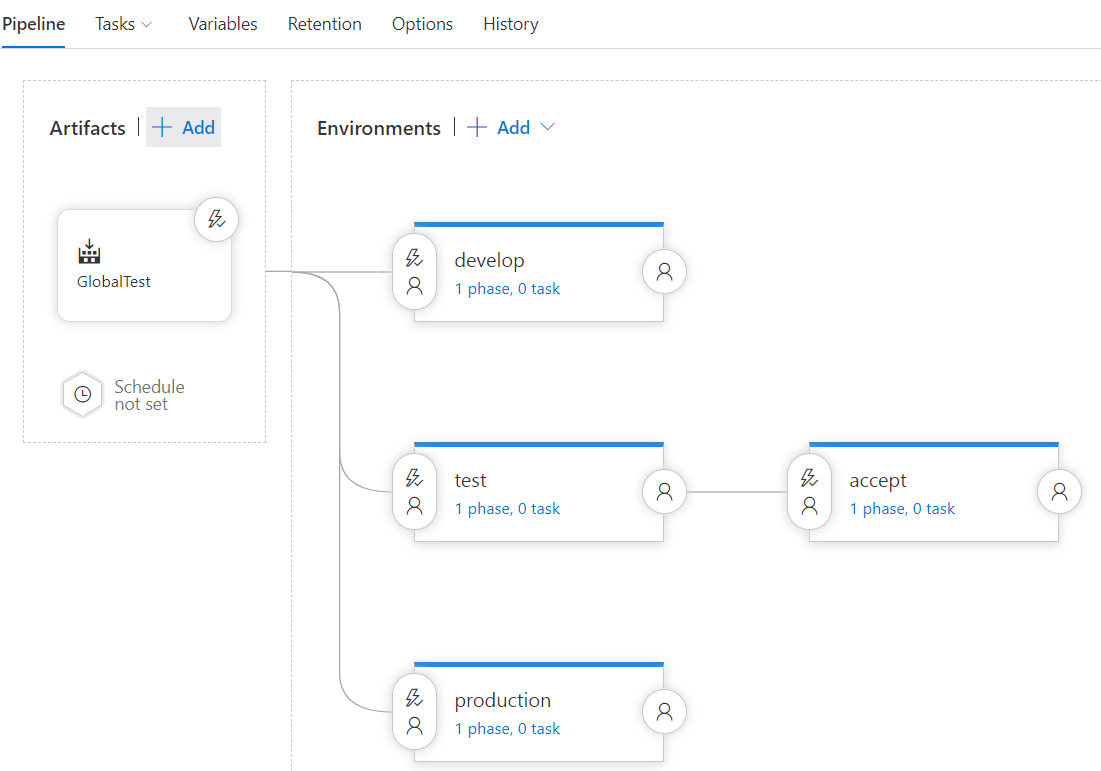 Pipeline Tasks Variables Retention Options History
Artifacts | + Add
Environments | + Add
GlobalTest
Schedule
not set
develop
1 phase, 0 task
test
1 phase, 0 task
accept
1 phase, 0 task
production
1 phase, 0 task